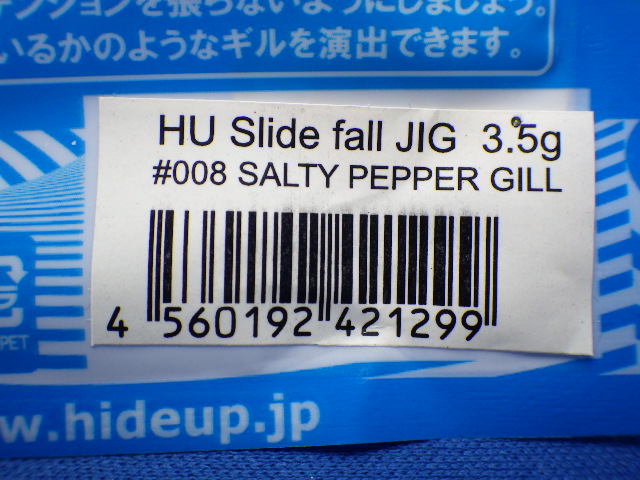 テンションを張らないようにしましょう。
いるかのようなギルを演出できます。
HU Slide fall JIG 3.5g
#008 SALTY PEPPER GILL
4 560192 421299
PET
www.hideup.jp